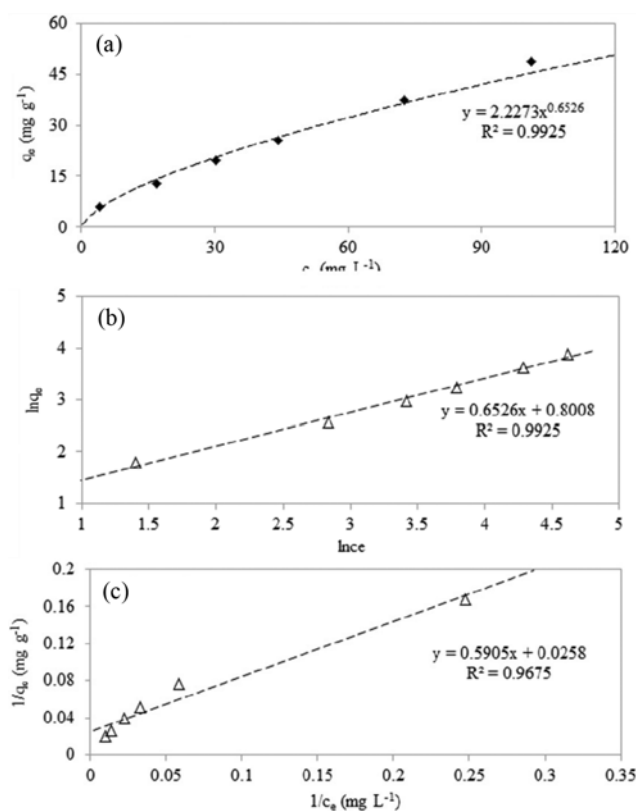 (a)
60
45
30
15
0
qe (mg g-1)
y = 2.2273x^0.6526
R² = 0.9925
0 30 60 90 120
(b)
5
4
3
2
1
lnqe
y = 0.6526x + 0.8008
R² = 0.9925
1 1.5 2 2.5 3 3.5 4 4.5 5
lnce
(c)
0.2
0.16
0.12
0.08
0.04
0
1/qe (mg g-1)
y = 0.5905x + 0.0258
R² = 0.9675
0 0.05 0.1 0.15 0.2 0.25 0.3 0.35
1/ce (mg L-1)